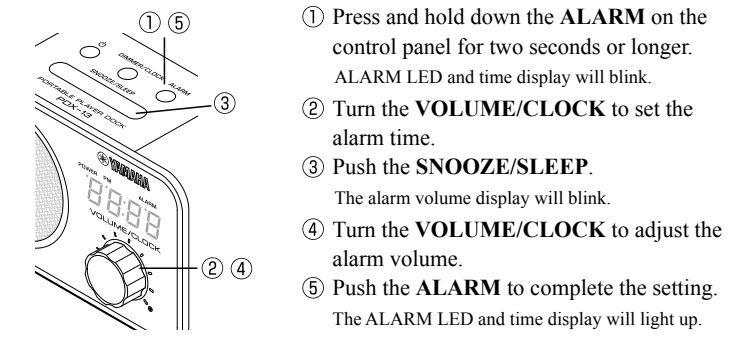 ① ⑤
DIMMER/CLOCK ALARM
SNOOZE/SLEEP
③
PORTABLE PLAYER DOCK
PDX-13
YAMAHA
POWER PM
ALARM
88:88
VOLUME/CLOCK
② ④
① Press and hold down the ALARM on the
control panel for two seconds or longer.
ALARM LED and time display will blink.
② Turn the VOLUME/CLOCK to set the
alarm time.
③ Push the SNOOZE/SLEEP.
The alarm volume display will blink.
④ Turn the VOLUME/CLOCK to adjust the
alarm volume.
⑤ Push the ALARM to complete the setting.
The ALARM LED and time display will light up.